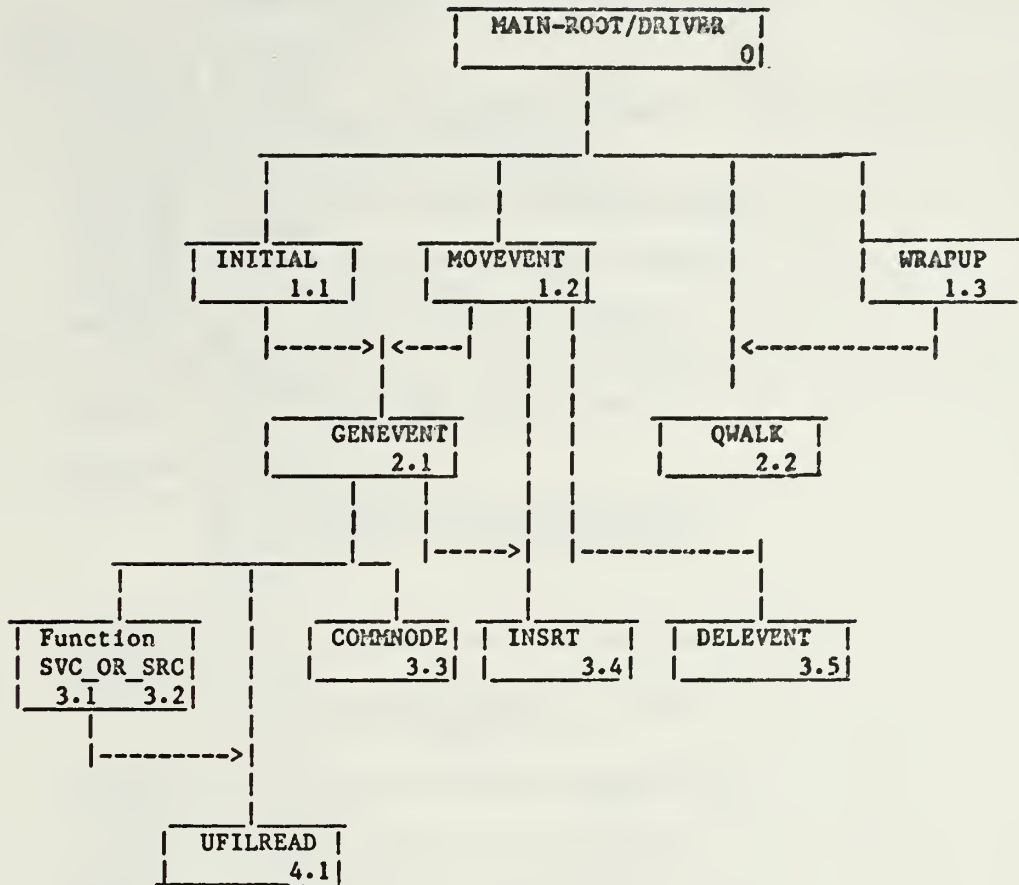 MAIN-ROOT/DRIVER
0
INITIAL
1.1
MOVEVENT
1.2
WRAPUP
1.3
GENEVENT
2.1
QWALK
2.2
Function
SVC_OR_SRC
3.1 3.2
COMMNODE
3.3
INSRT
3.4
DELEVENT
3.5
UFILREAD
4.1